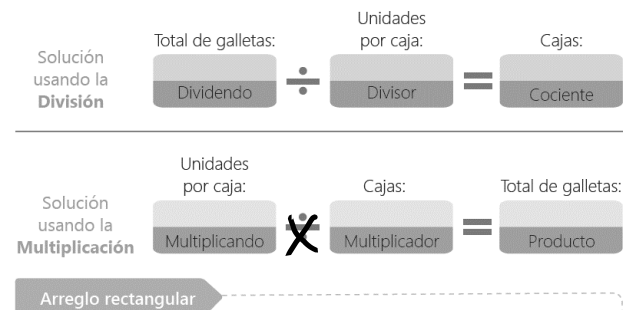 Solución
usando la
División
Total de galletas:
Dividendo
÷
Unidades
por caja:
Divisor
=
Cajas:
Cociente
Solución
usando la
Multiplicación
Unidades
por caja:
Multiplicando
X
Cajas:
Multiplicador
=
Total de galletas:
Producto
Arreglo rectangular